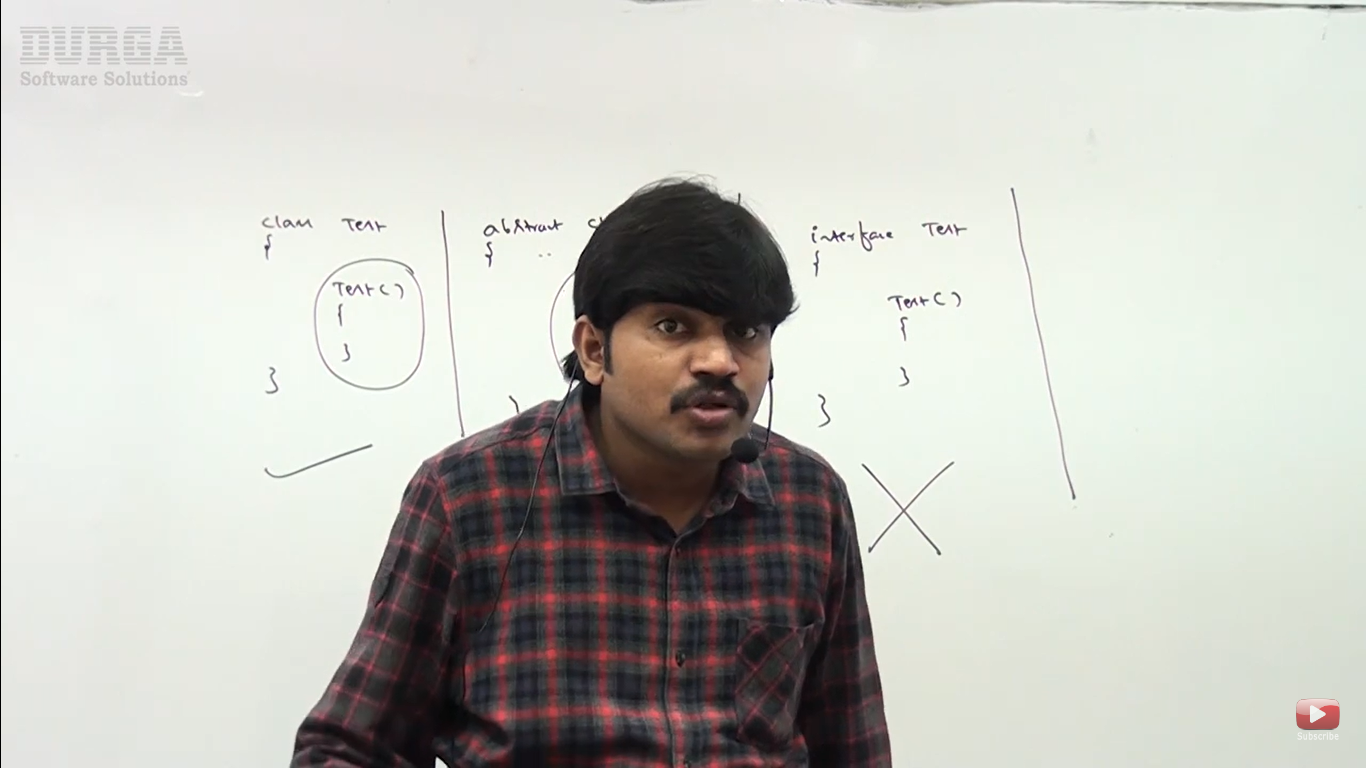 DURGA
Software Solutions
class Test
{
Test()
{
}
}
abstract
{
}
interface Test
{
Test()
{
}
}
Subscribe